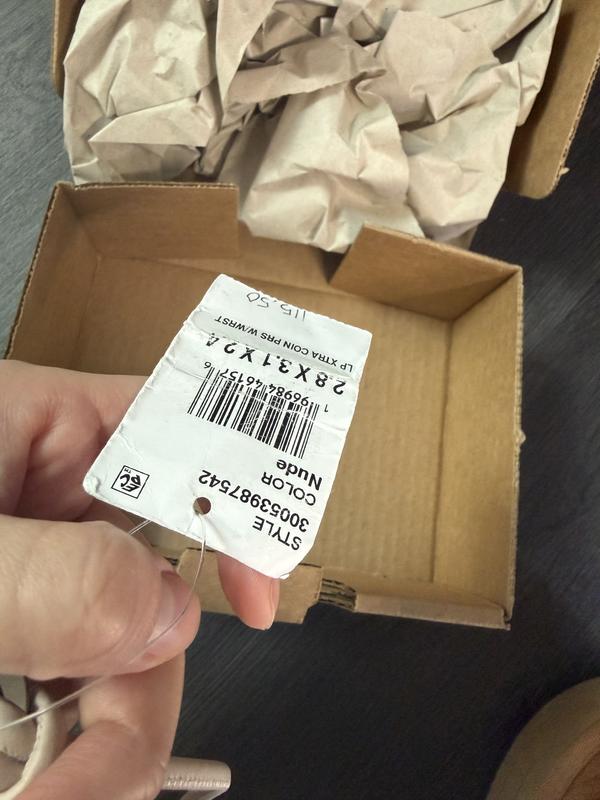 STYLE
30053987542
COLOR
Nude
1 96984 46157 6
2.8 X 3.1 X 2.4
LP XTRA COIN PRS W/WRST
112.50